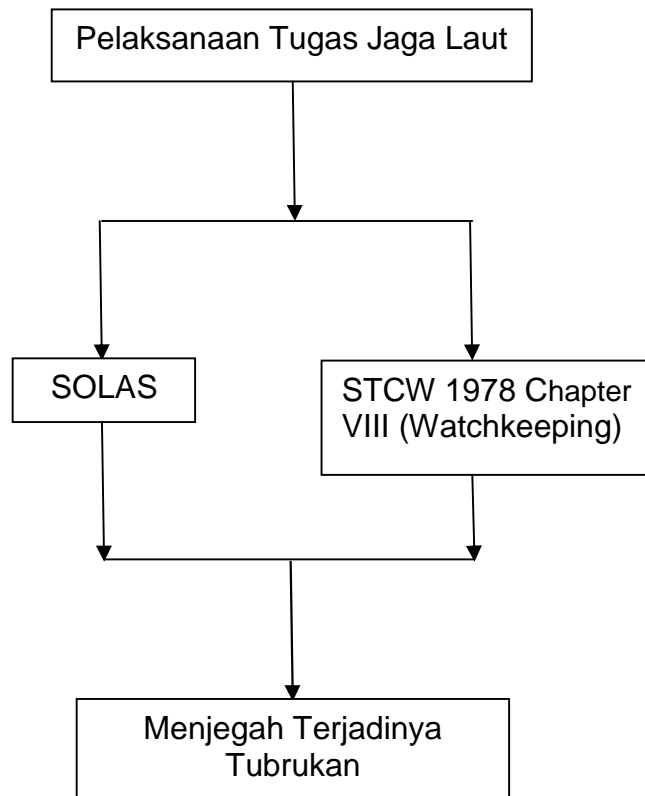 Pelaksanaan Tugas Jaga Laut
SOLAS
STCW 1978 Chapter
VIII (Watchkeeping)
Menjegah Terjadinya
Tubrukan